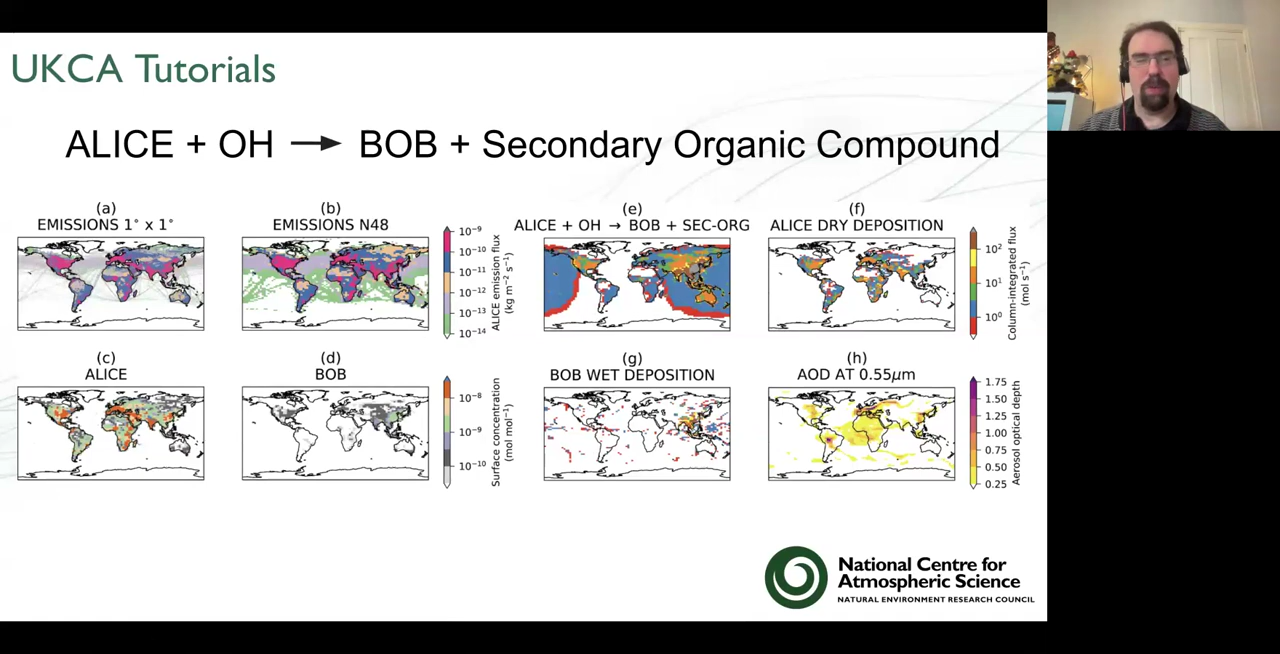 UKCA Tutorials
ALICE + OH → BOB + Secondary Organic Compound
(a)
EMISSIONS 1° x 1°
(b)
EMISSIONS N48
10⁻⁹
10⁻¹⁰
10⁻¹¹
10⁻¹²
10⁻¹³
10⁻¹⁴
ALICE emission flux
(kg m⁻² s⁻¹)
(e)
ALICE + OH → BOB + SEC-ORG
(f)
ALICE DRY DEPOSITION
10²
10¹
10⁰
Column-integrated flux
(mol s⁻¹)
(c)
ALICE
(d)
BOB
10⁻⁸
10⁻⁹
10⁻¹⁰
Surface concentration
(mol mol⁻¹)
(g)
BOB WET DEPOSITION
(h)
AOD AT 0.55μm
1.75
1.50
1.25
1.00
0.75
0.50
0.25
Aerosol optical depth
National Centre for
Atmospheric Science
NATURAL ENVIRONMENT RESEARCH COUNCIL